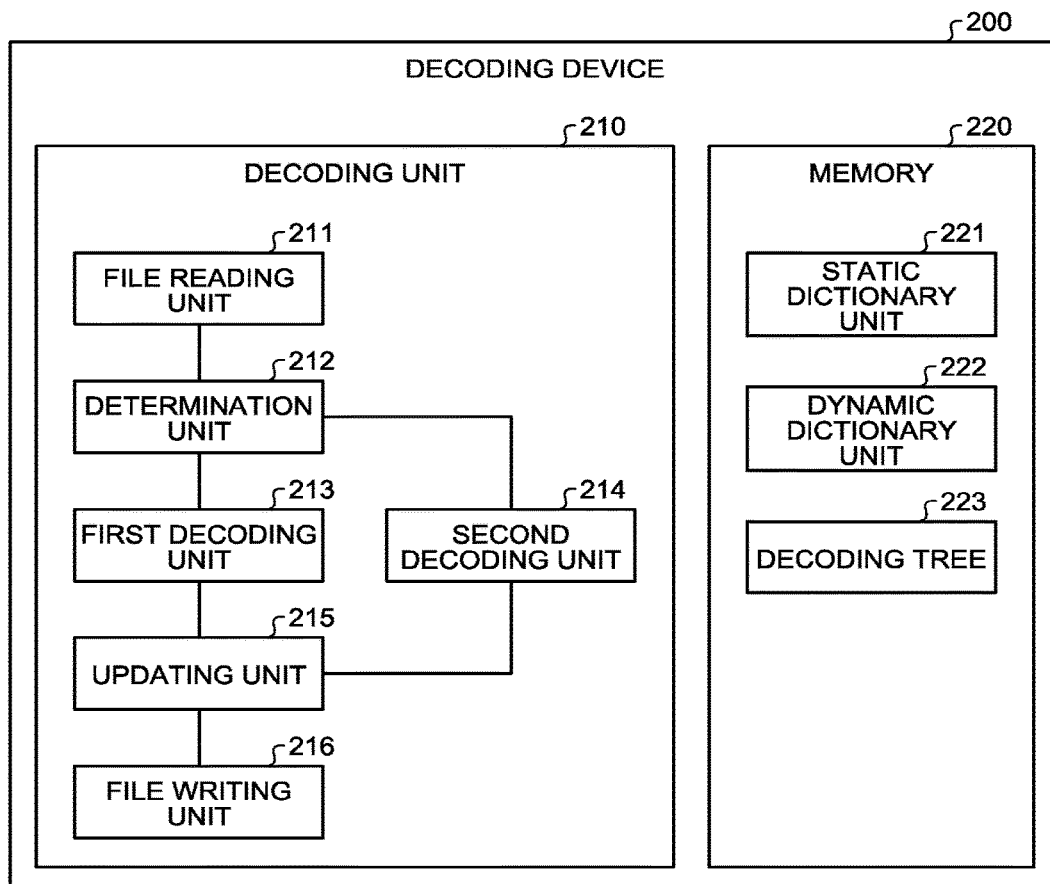 200
DECODING DEVICE
210
DECODING UNIT
211
FILE READING
UNIT
212
DETERMINATION
UNIT
213
FIRST DECODING
UNIT
214
SECOND
DECODING UNIT
215
UPDATING UNIT
216
FILE WRITING
UNIT
220
MEMORY
221
STATIC
DICTIONARY
UNIT
222
DYNAMIC
DICTIONARY
UNIT
223
DECODING TREE